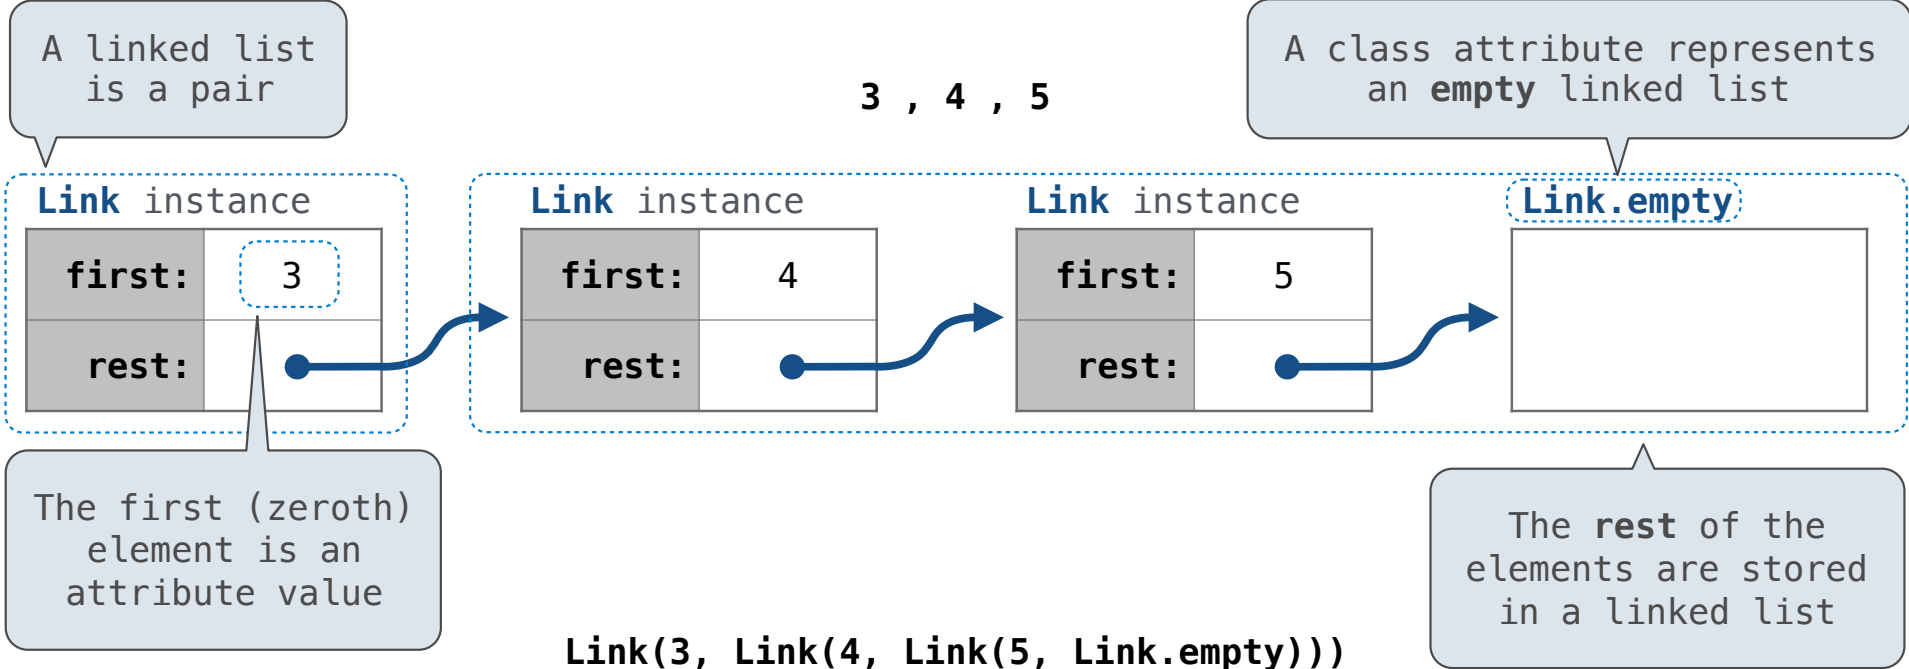 A linked list
is a pair
3 , 4 , 5
A class attribute represents
an empty linked list
Link instance
first: 3
rest:
Link instance
first: 4
rest:
Link instance
first: 5
rest:
Link.empty
The first (zeroth)
element is an
attribute value
The rest of the
elements are stored
in a linked list
Link(3, Link(4, Link(5, Link.empty)))